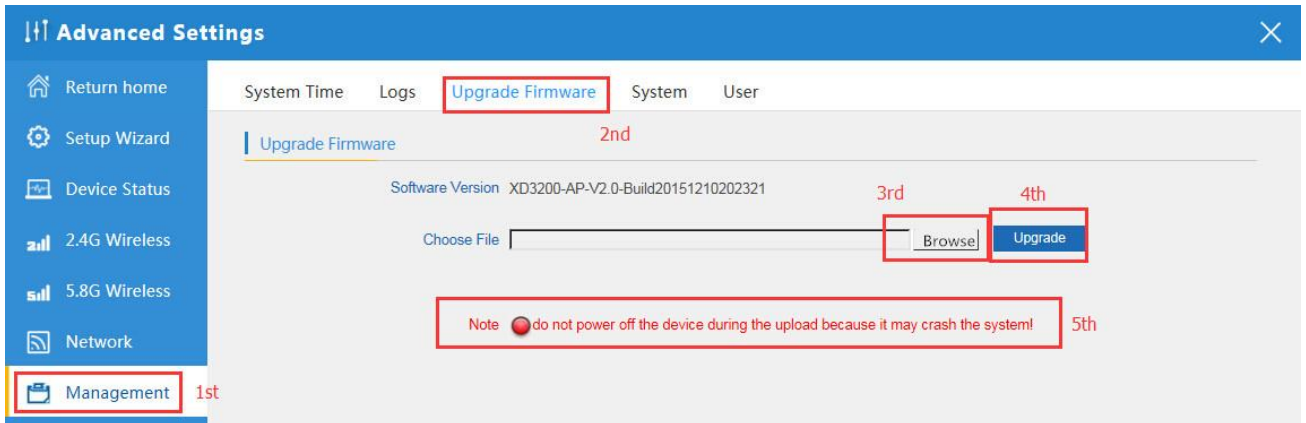 Advanced Settings
Return home
Setup Wizard
Device Status
2.4G Wireless
5.8G Wireless
Network
Management
1st
System Time Logs Upgrade Firmware System User
2nd
Upgrade Firmware
Software Version XD3200-AP-V2.0-Build20151210202321
3rd
4th
Choose File Browse Upgrade
Note do not power off the device during the upload because it may crash the system!
5th